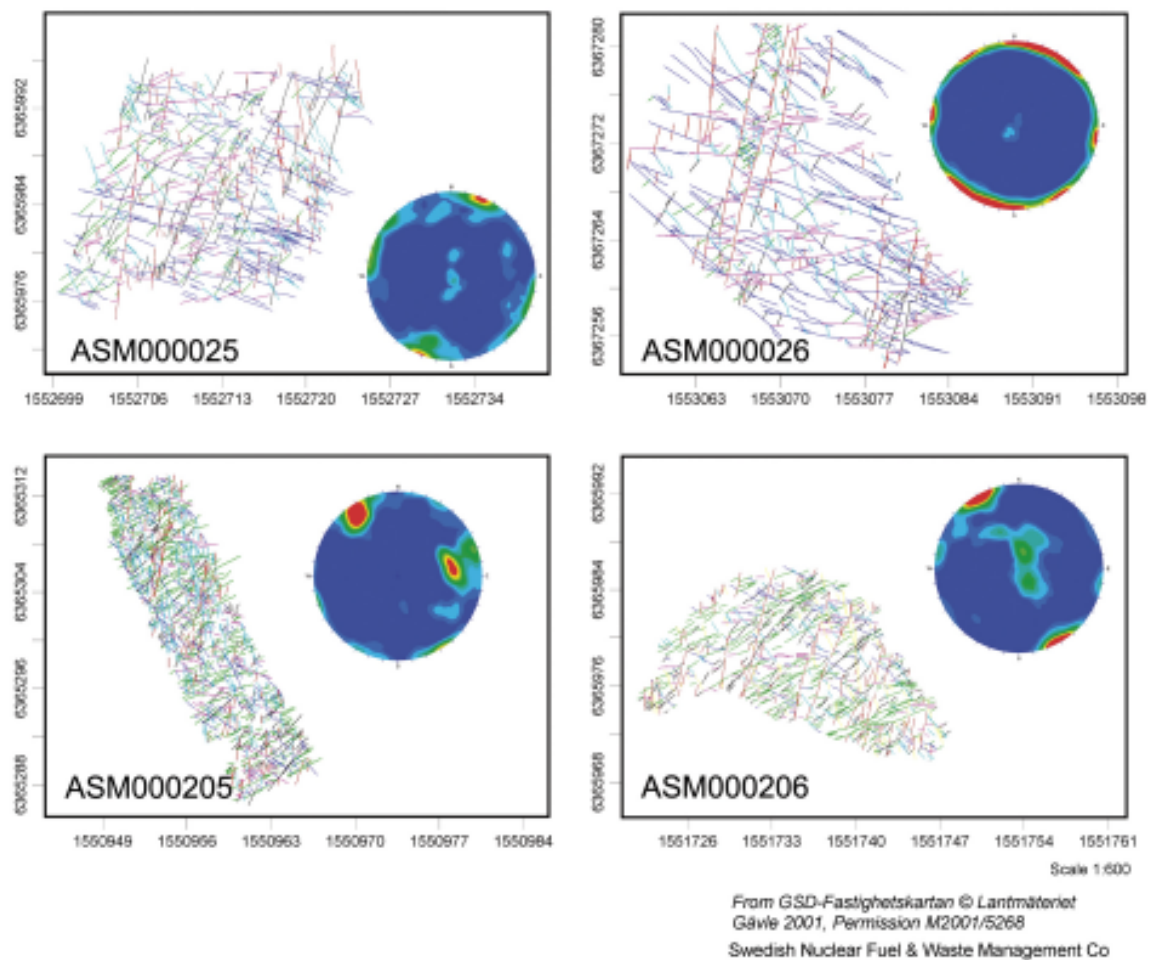 6365992
6365984
6365976
ASM000025
1552699 1552706 1552713 1552720 1552727 1552734
6367280
6367272
6367264
6367256
ASM000026
1553063 1553070 1553077 1553084 1553091 1553098
6365312
6365304
6365296
6365288
ASM000205
1550949 1550956 1550963 1550970 1550977 1550984
6365992
6365984
6365976
6365968
ASM000206
1551726 1551733 1551740 1551747 1551754 1551761
Scale 1:600
From GSD-Fastighetskartan © Lantmäteriet
Gävle 2001, Permission M2001/5268
Swedish Nuclear Fuel & Waste Management Co